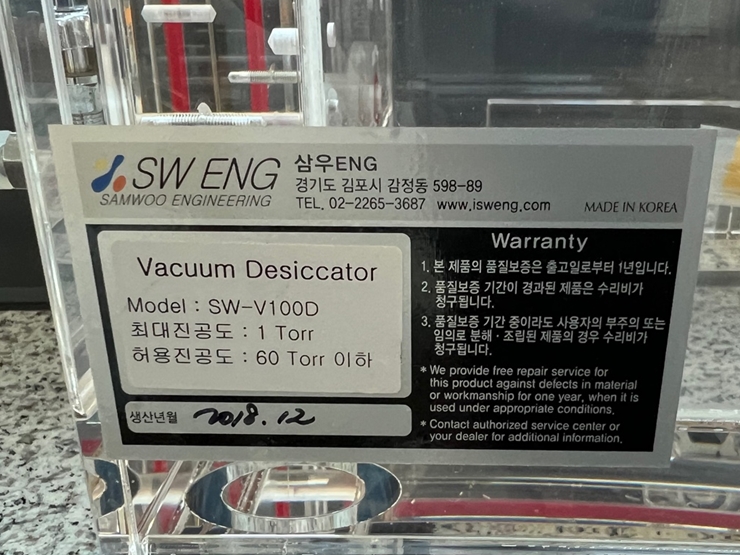 SW ENG
SAMWOO ENGINEERING
삼우ENG
경기도 김포시 감정동 598-89
TEL. 02-2265-3687 www.isweng.com
MADE IN KOREA
Vacuum Desiccator
Model : SW-V100D
최대진공도 : 1 Torr
허용진공도 : 60 Torr 이하
생산년월 2018.12
Warranty
1. 본 제품의 품질보증은 출고일로부터 1년입니다.
2. 품질보증 기간이 경과된 제품은 수리비가
청구됩니다.
3. 품질보증 기간 중이라도 사용자의 부주의 또는
임의로 분해 · 조립된 제품의 경우 수리비가
청구됩니다.
* We provide free repair service for
this product against defects in material
or workmanship for one year, when it is
used under appropriate conditions.
* Contact authorized service center or
your dealer for additional information.